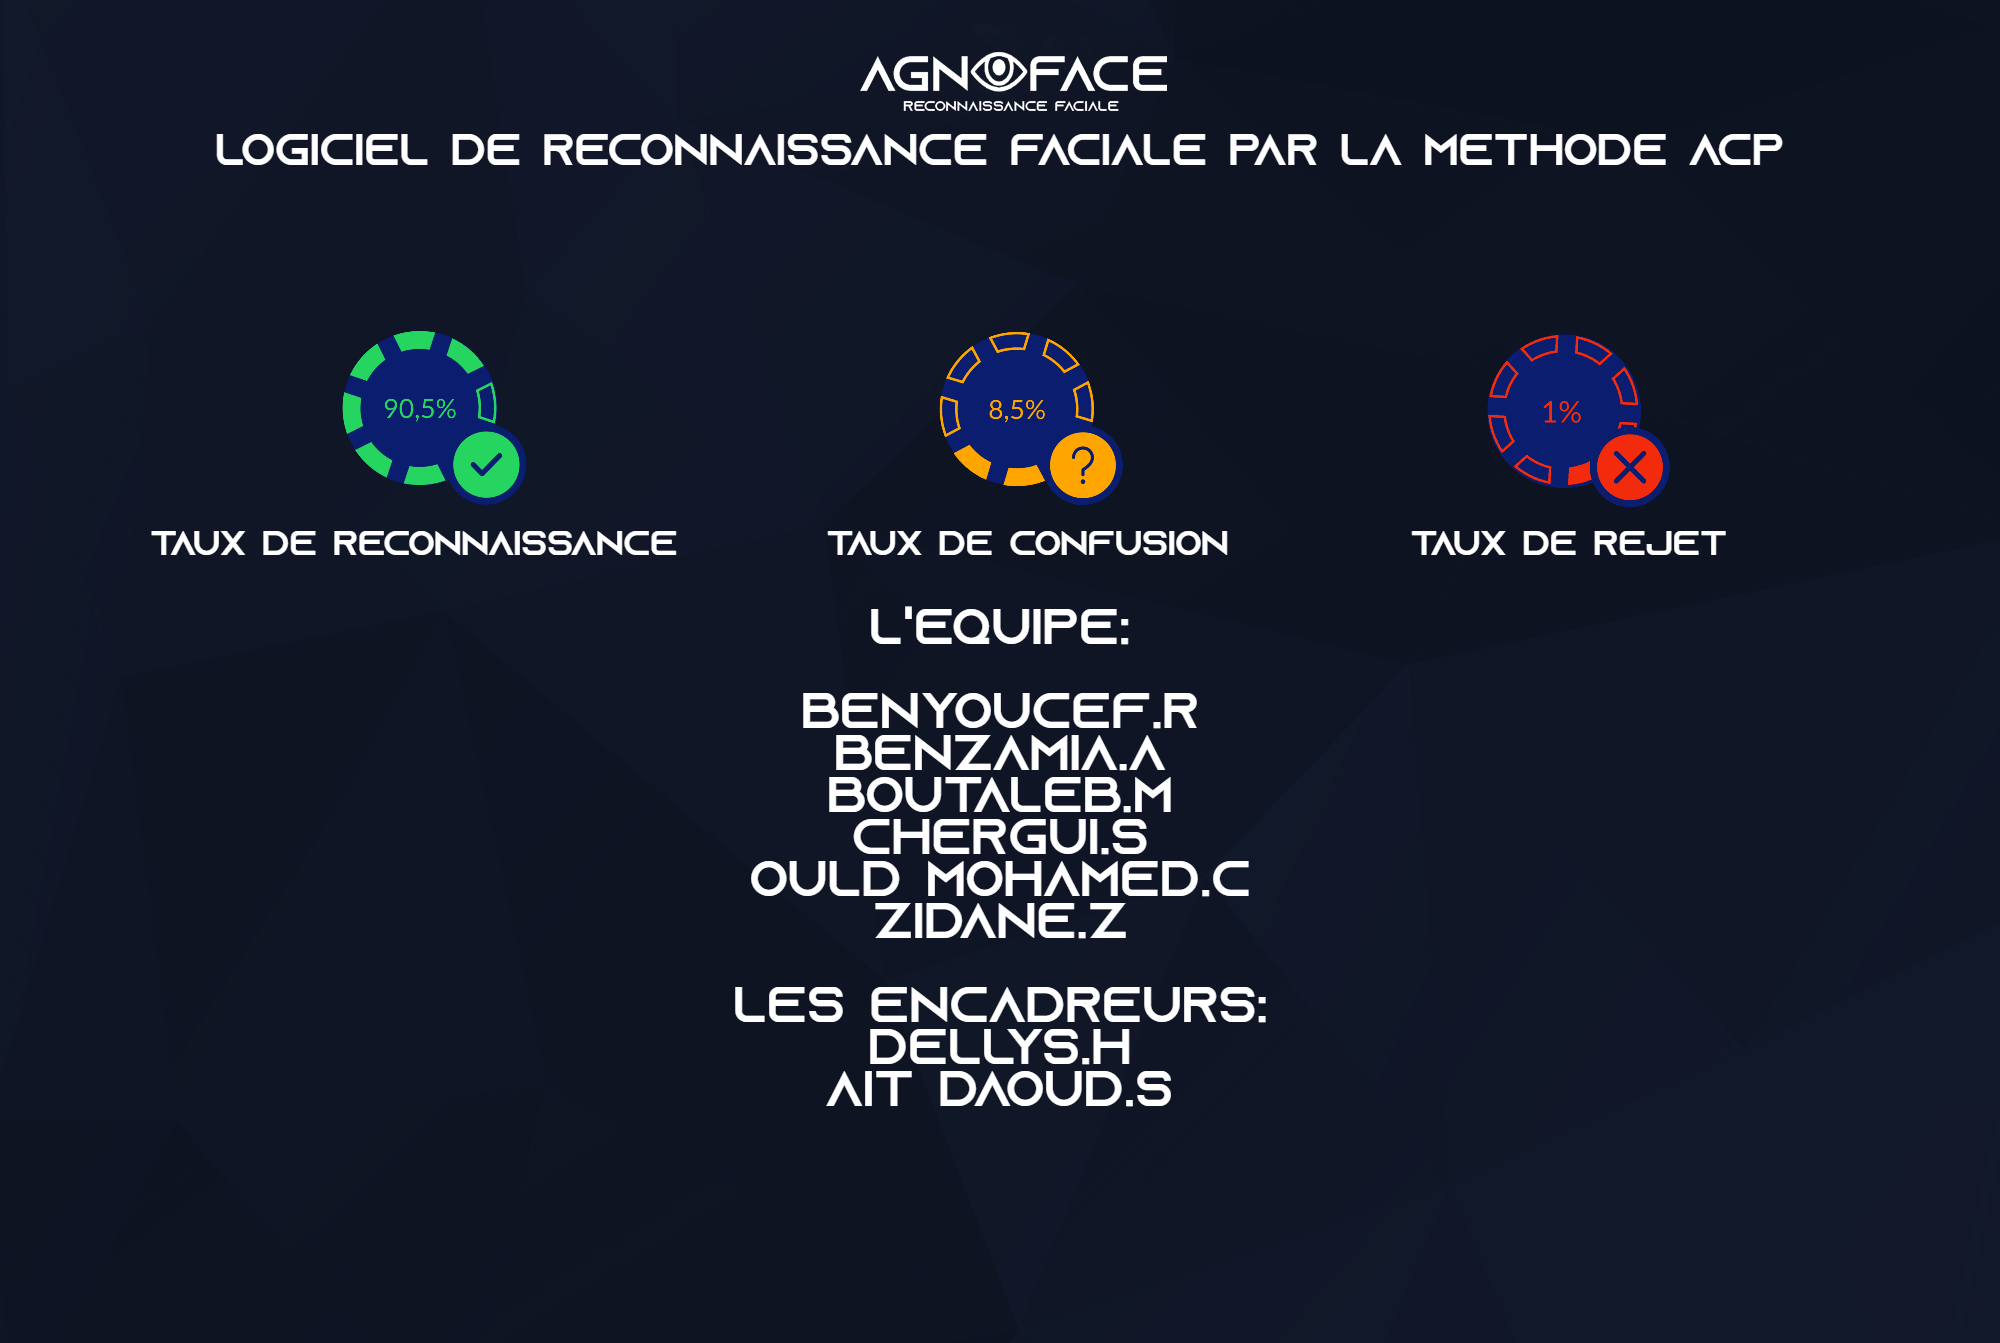 AGNOFACE
RECONNAISSANCE FACIALE
LOGICIEL DE RECONNAISSANCE FACIALE PAR LA METHODE ACP
90,5%
8,5%
1%
TAUX DE RECONNAISSANCE
TAUX DE CONFUSION
TAUX DE REJET
L'EQUIPE:
BENYOUCEF.R
BENZAMIA.A
BOUTALEB.M
CHERGUI.S
OULD MOHAMED.C
ZIDANE.Z
LES ENCADREURS:
DELLYS.H
AIT DAOUD.S